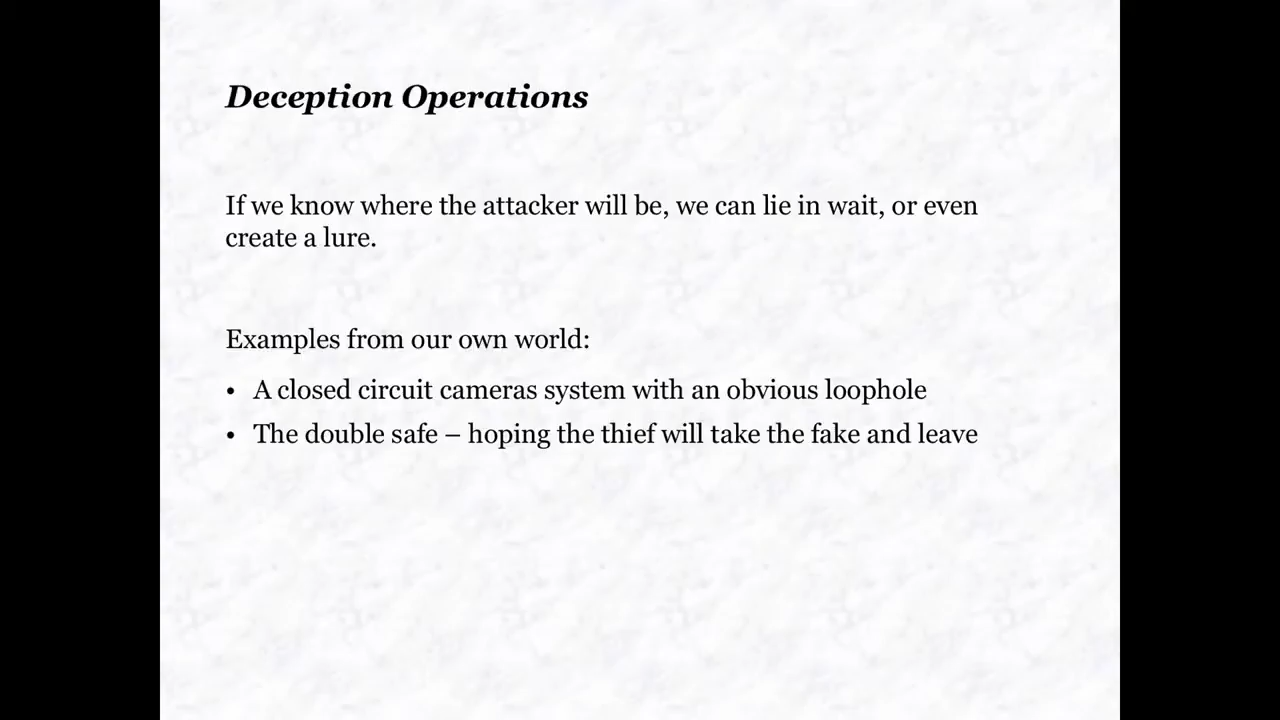 Deception Operations
If we know where the attacker will be, we can lie in wait, or even
create a lure.
Examples from our own world:
• A closed circuit cameras system with an obvious loophole
• The double safe – hoping the thief will take the fake and leave